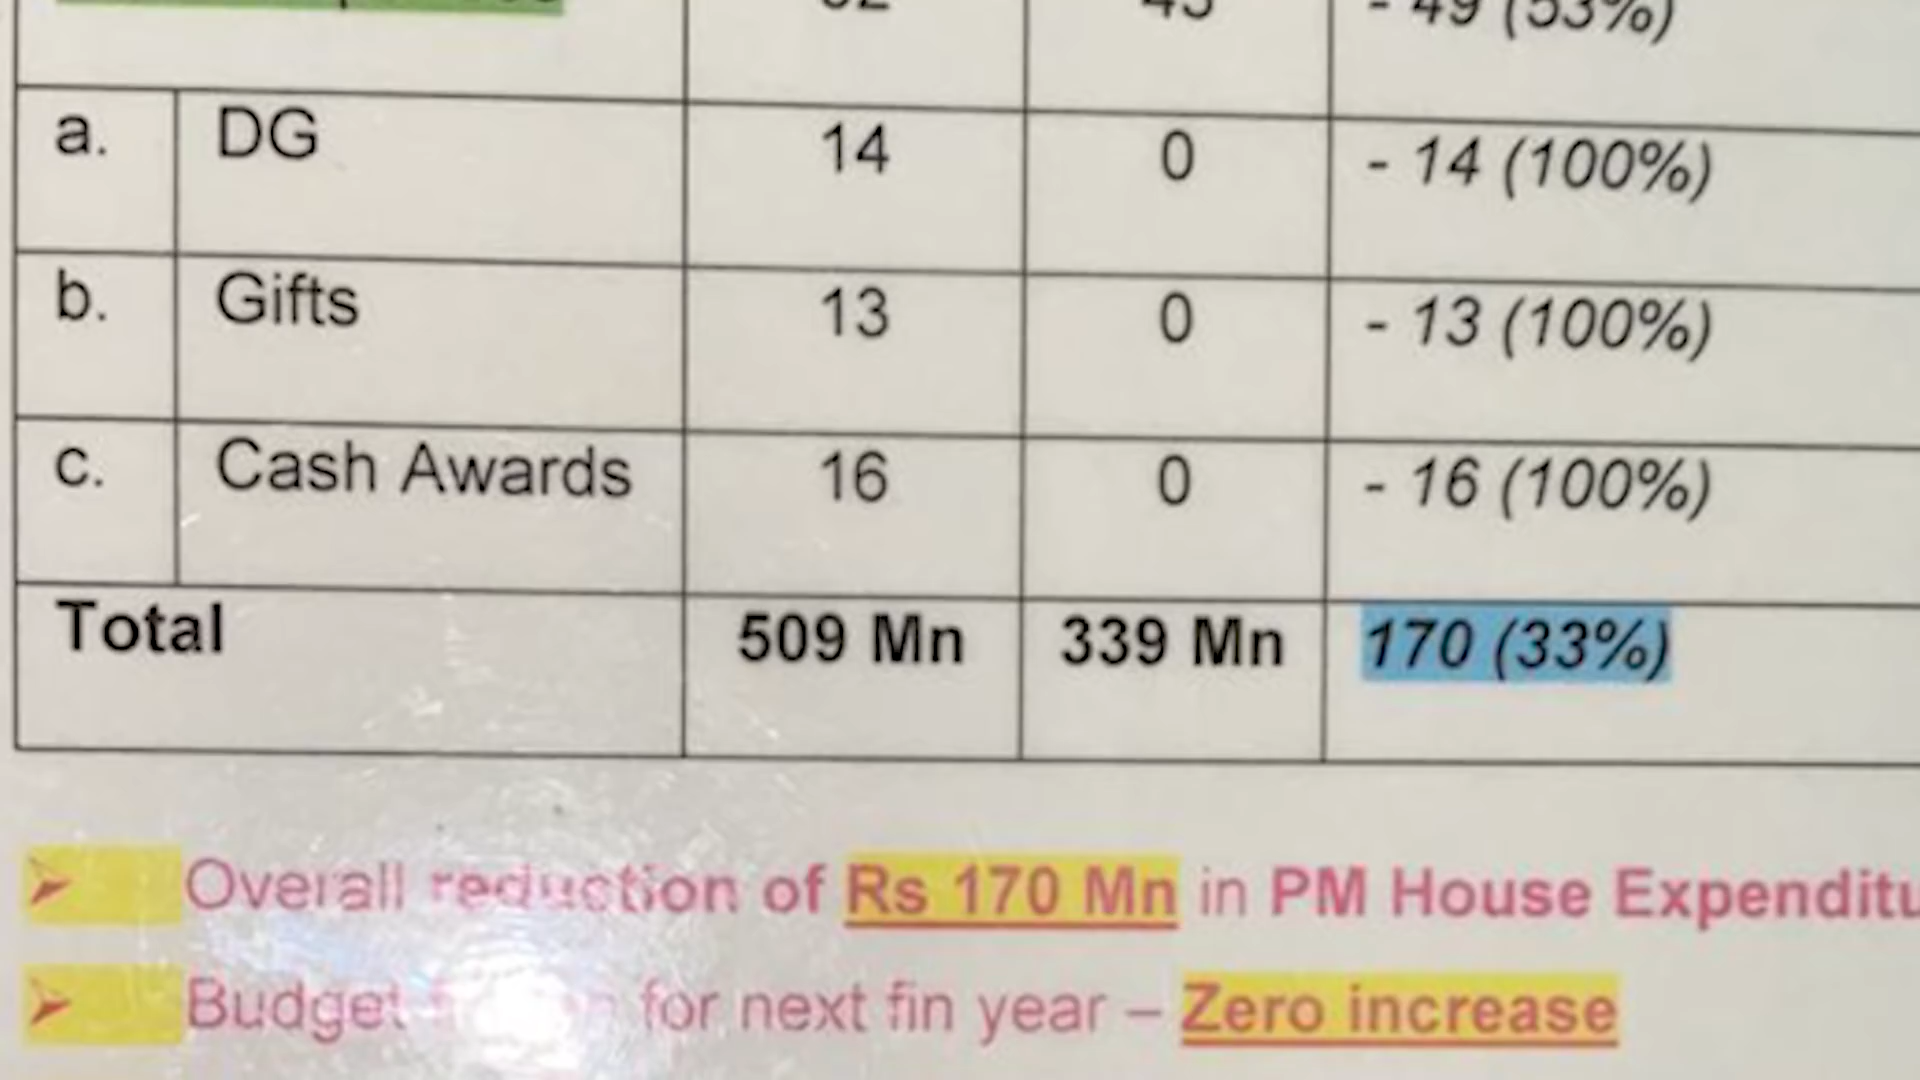 - 49 (53%)
a. DG 14 0 - 14 (100%)
b. Gifts 13 0 - 13 (100%)
c. Cash Awards 16 0 - 16 (100%)
Total 509 Mn 339 Mn 170 (33%)
➢ Overall reduction of Rs 170 Mn in PM House
➢ Budget for next fin year – Zero increase